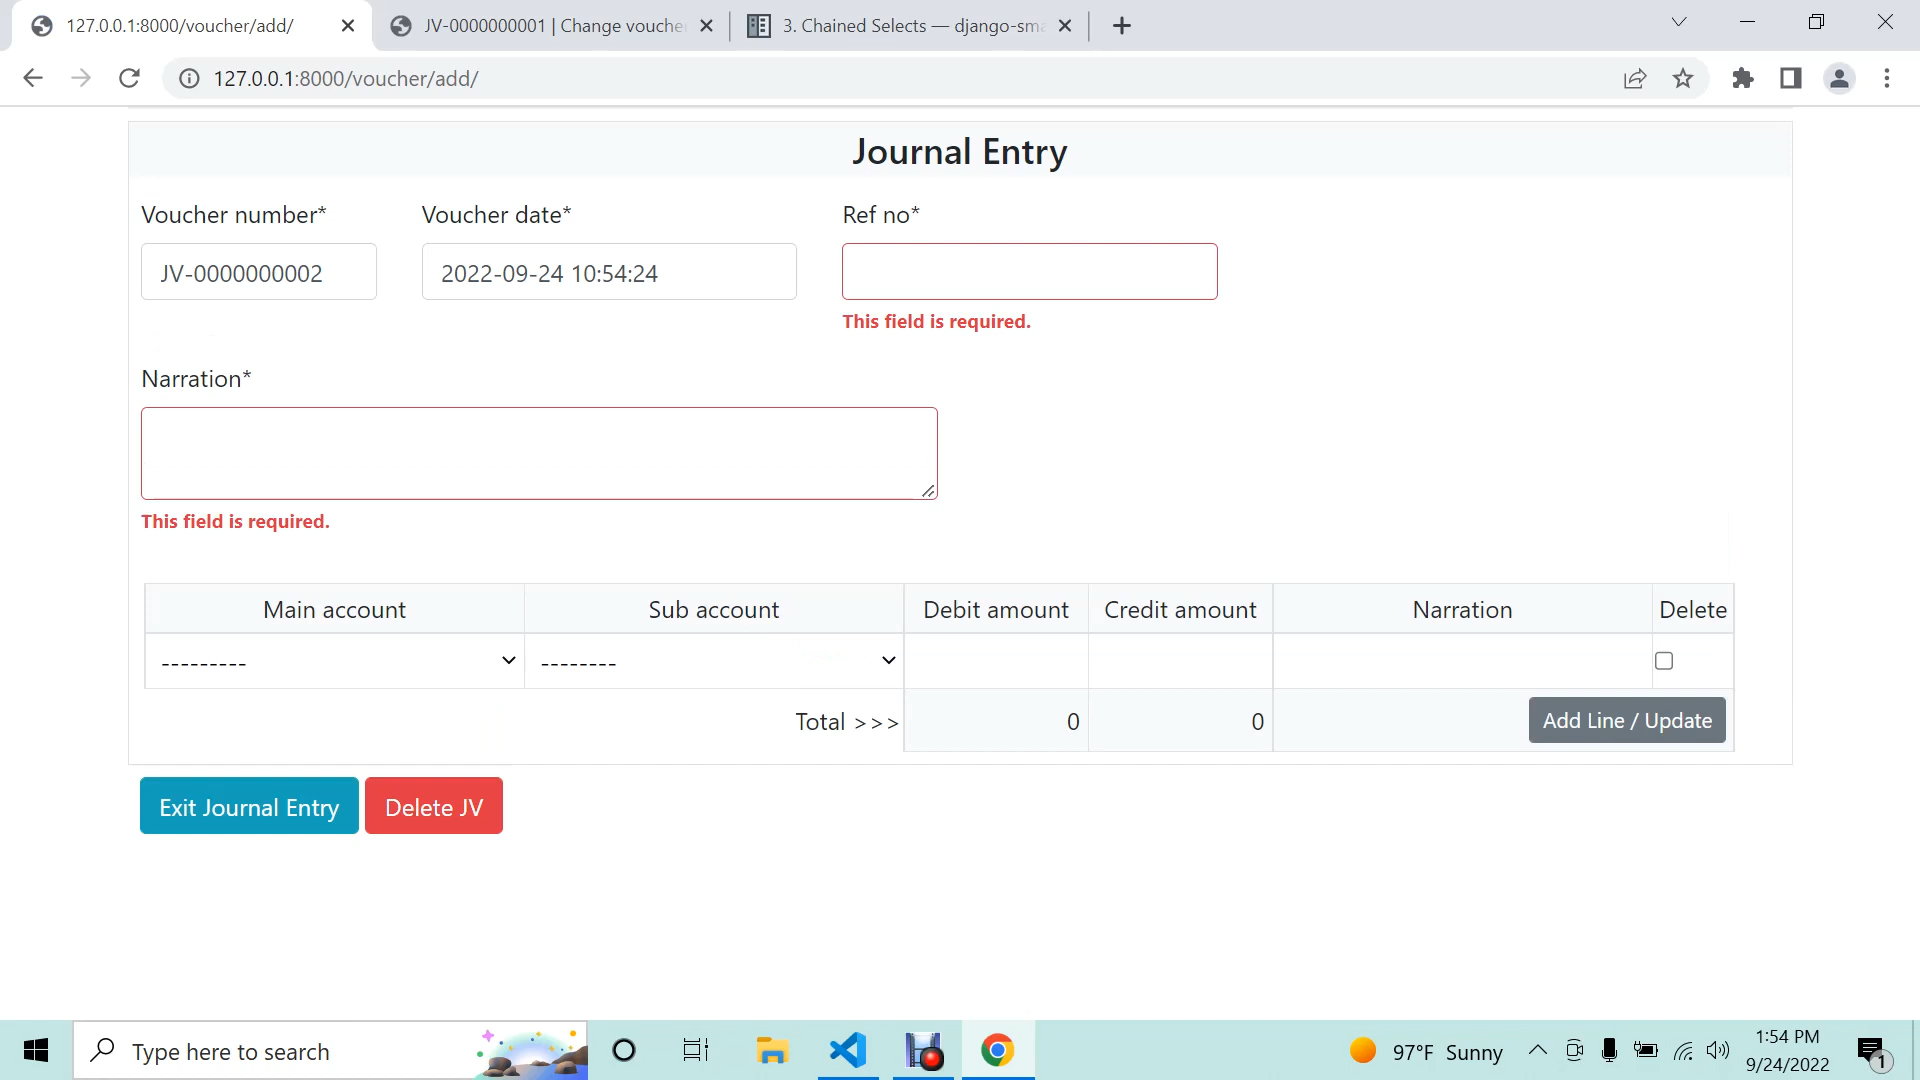 127.0.0.1:8000/voucher/add/
JV-0000000001 | Change vouche
3. Chained Selects — django-sma
127.0.0.1:8000/voucher/add/
Journal Entry
Voucher number*
Voucher date*
Ref no*
JV-0000000002
2022-09-24 10:54:24
This field is required.
Narration*
This field is required.
Main account
Sub account
Debit amount
Credit amount
Narration
Delete
---------
--------
Total >>>
0
0
Add Line / Update
Exit Journal Entry
Delete JV
Type here to search
97°F Sunny
1:54 PM
9/24/2022
1